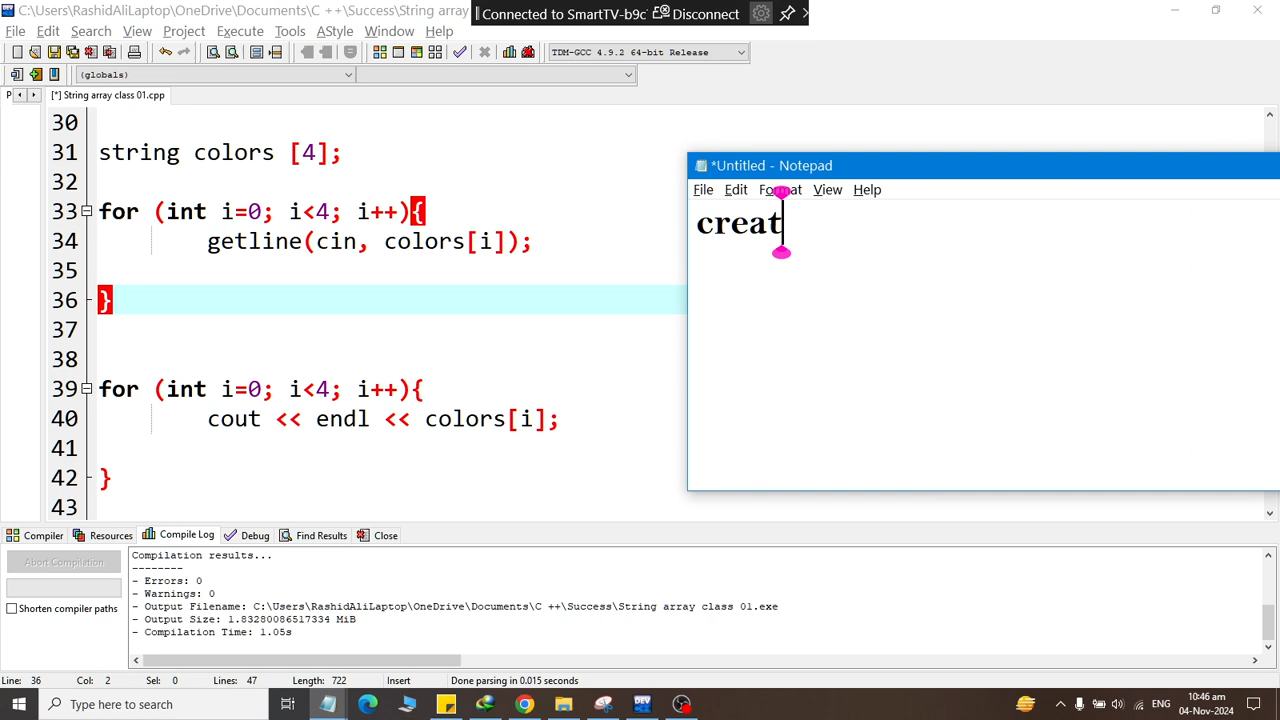 C:\Users\RashidAliLaptop\OneDrive\Documents\C ++\Success\String array
Connected to SmartTV-b9c Disconnect
File Edit Search View Project Execute Tools AStyle Window Help
TDM-GCC 4.9.2 64-bit Release
(globals)
P [*] String array class 01.cpp
30
31 string colors [4];
32
33 for (int i=0; i<4; i++){
34 getline(cin, colors[i]);
35
36 }
37
38
39 for (int i=0; i<4; i++){
40 cout << endl << colors[i];
41
42 }
43
*Untitled - Notepad
File Edit Format View Help
creat
Compiler Resources Compile Log Debug Find Results Close
Abort Compilation
Shorten compiler paths
Compilation results...
--------
- Errors: 0
- Warnings: 0
- Output Filename: C:\Users\RashidAliLaptop\OneDrive\Documents\C ++\Success\String array class 01.exe
- Output Size: 1.83280086517334 MiB
- Compilation Time: 1.05s
Line: 36 Col: 2 Sel: 0 Lines: 47 Length: 722 Insert Done parsing in 0.015 seconds
Type here to search
ENG
10:46 am
04-Nov-2024